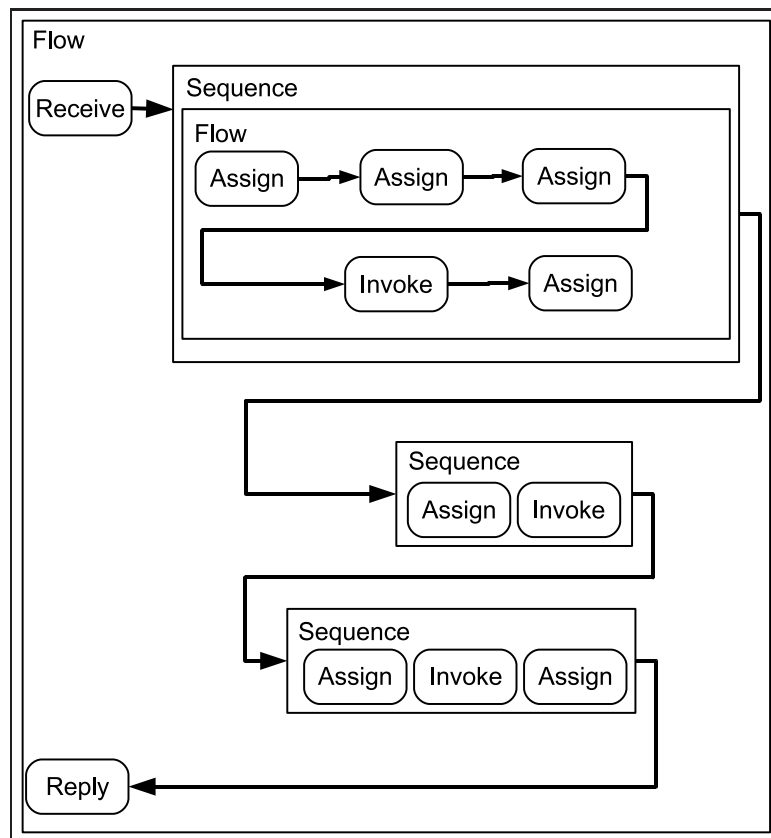 Flow
Receive
Sequence
Flow
Assign
Assign
Assign
Invoke
Assign
Sequence
Assign
Invoke
Sequence
Assign
Invoke
Assign
Reply